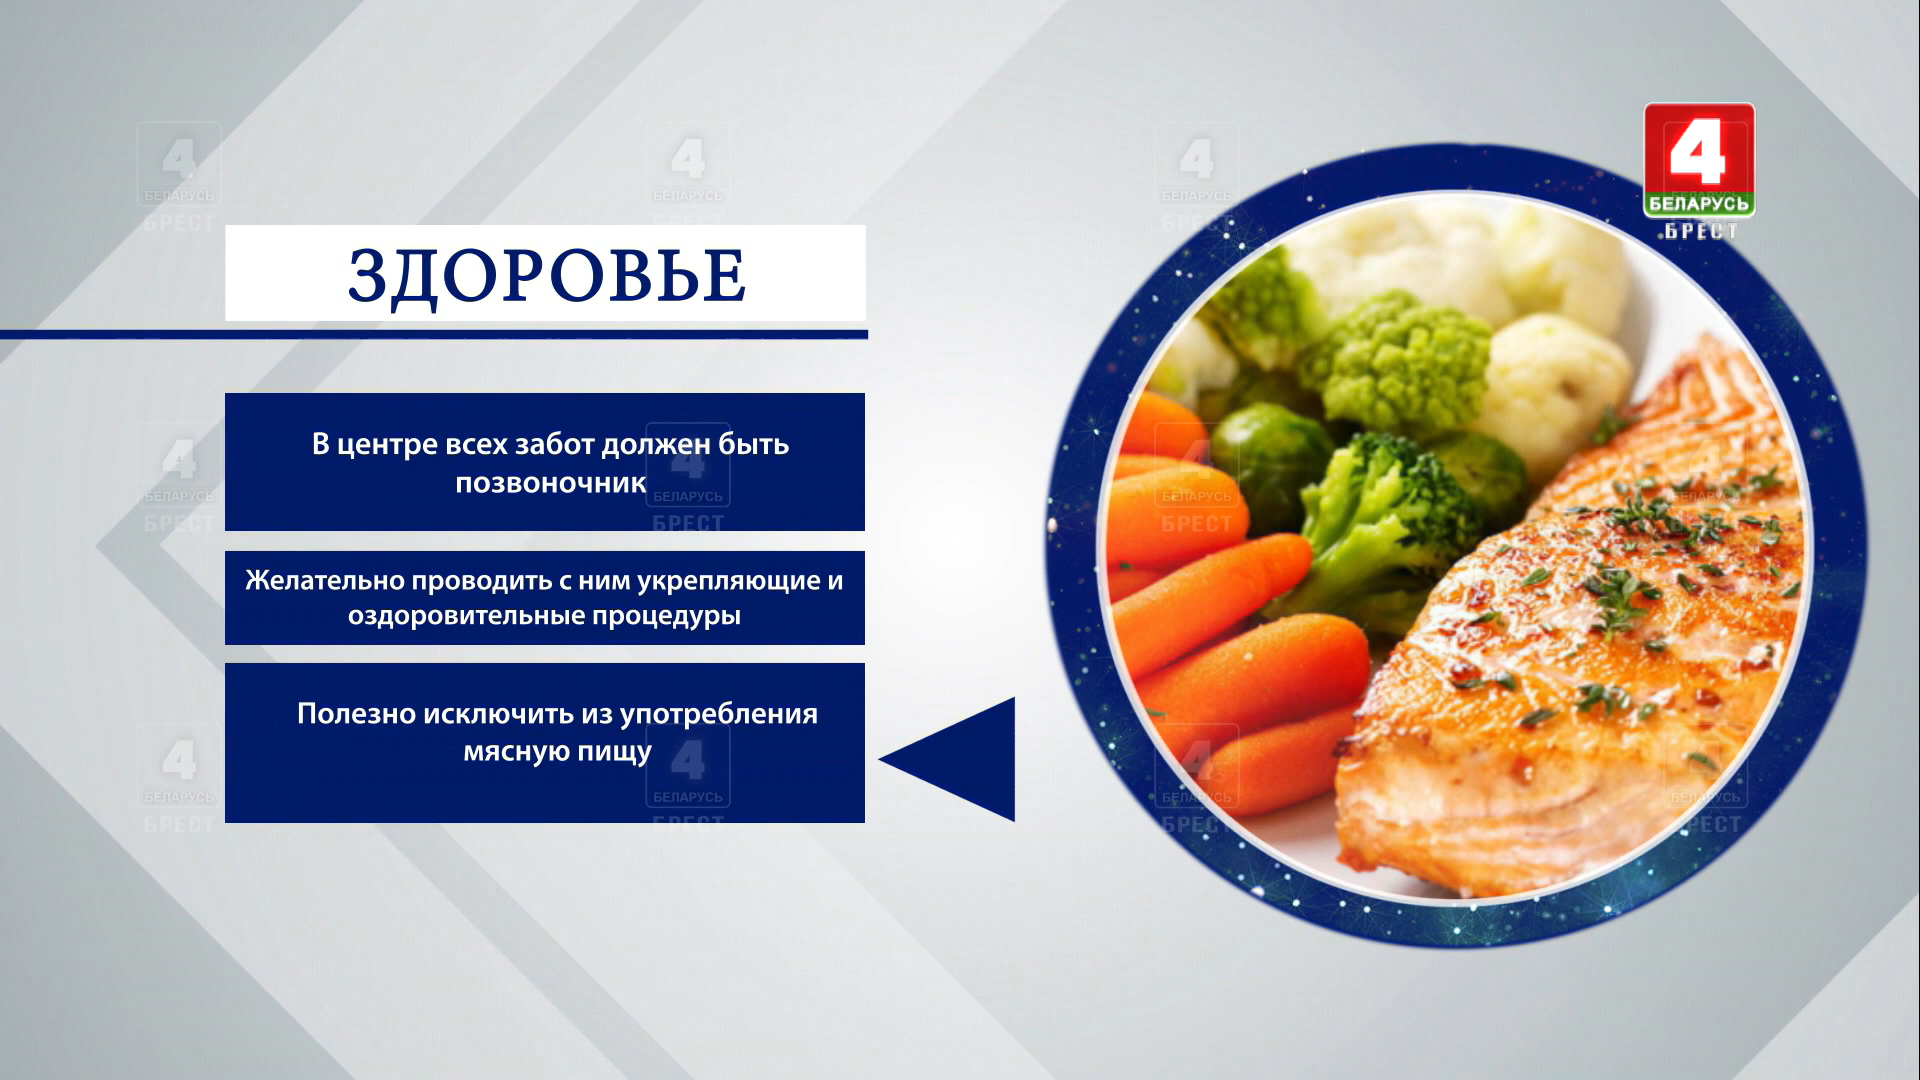 4
БЕЛАРУСЬ
БРЕСТ
ЗДОРОВЬЕ
В центре всех забот должен быть
позвоночник
Желательно проводить с ним укрепляющие и
оздоровительные процедуры
Полезно исключить из употребления
мясную пищу